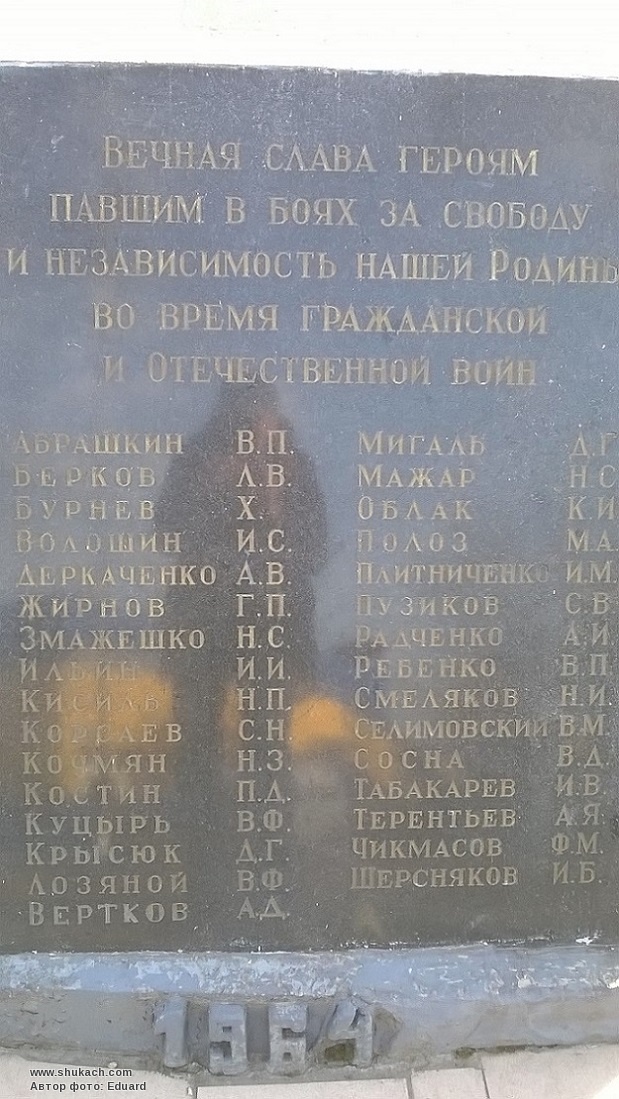 Вечная слава героям
павшим в боях за свободу
и независимость нашей Родины
во время гражданской
и Отечественной войн
Абрашкин В.П.
Берков Л.В.
Бурнев Х.
Волошин И.С.
Деркаченко А.В.
Жирнов Г.П.
Змажешко Н.С.
Ильин И.И.
Кисиль Н.П.
Королев С.Н.
Кочмян Н.З.
Костин П.Д.
Куцырь В.Ф.
Крысюк Д.Г.
Лозяной В.Ф.
Вертков А.Д.
Мигаль Д.Г
Мажар Н.С
Облак К.И
Полоз М.А.
Плитниченко И.М.
Пузиков С.В
Радченко А.И.
Ребенко В.П
Смеляков Н.И.
Селимовский В.М.
Сосна В.Д.
Табакарев И.В.
Терентьев А.Я.
Чикмасов Ф.М.
Шерсняков И.Б.
1964
www.shukach.com
Автор фото: Eduard